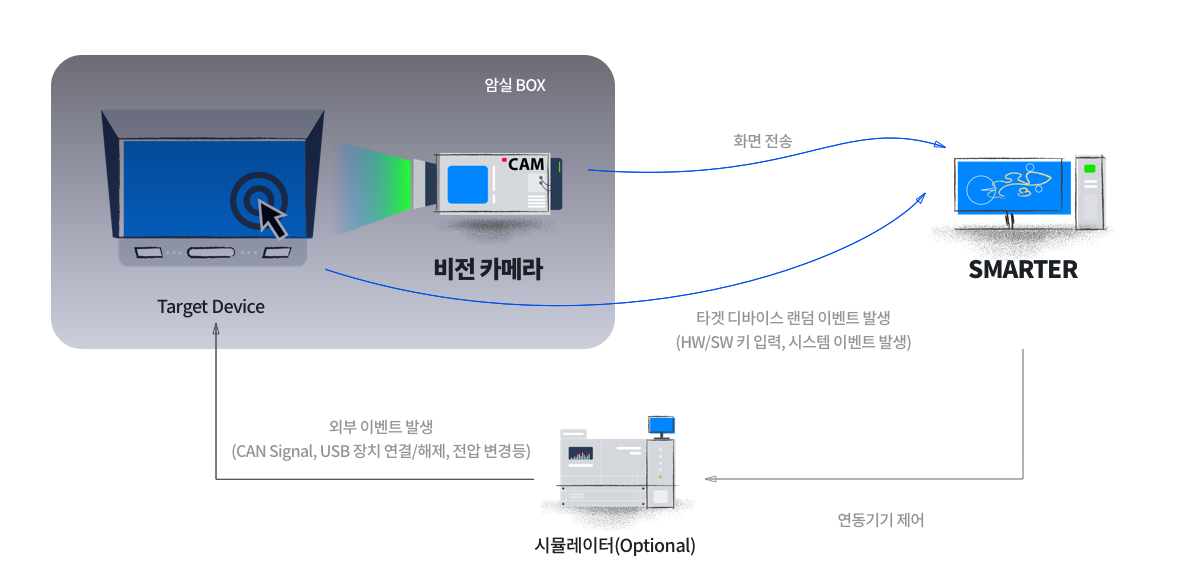 암실 BOX
CAM
비전 카메라
Target Device
화면 전송
SMARTER
타겟 디바이스 랜덤 이벤트 발생
(HW/SW 키 입력, 시스템 이벤트 발생)
외부 이벤트 발생
(CAN Signal, USB 장치 연결/해제, 전압 변경등)
시뮬레이터(Optional)
연동기기 제어